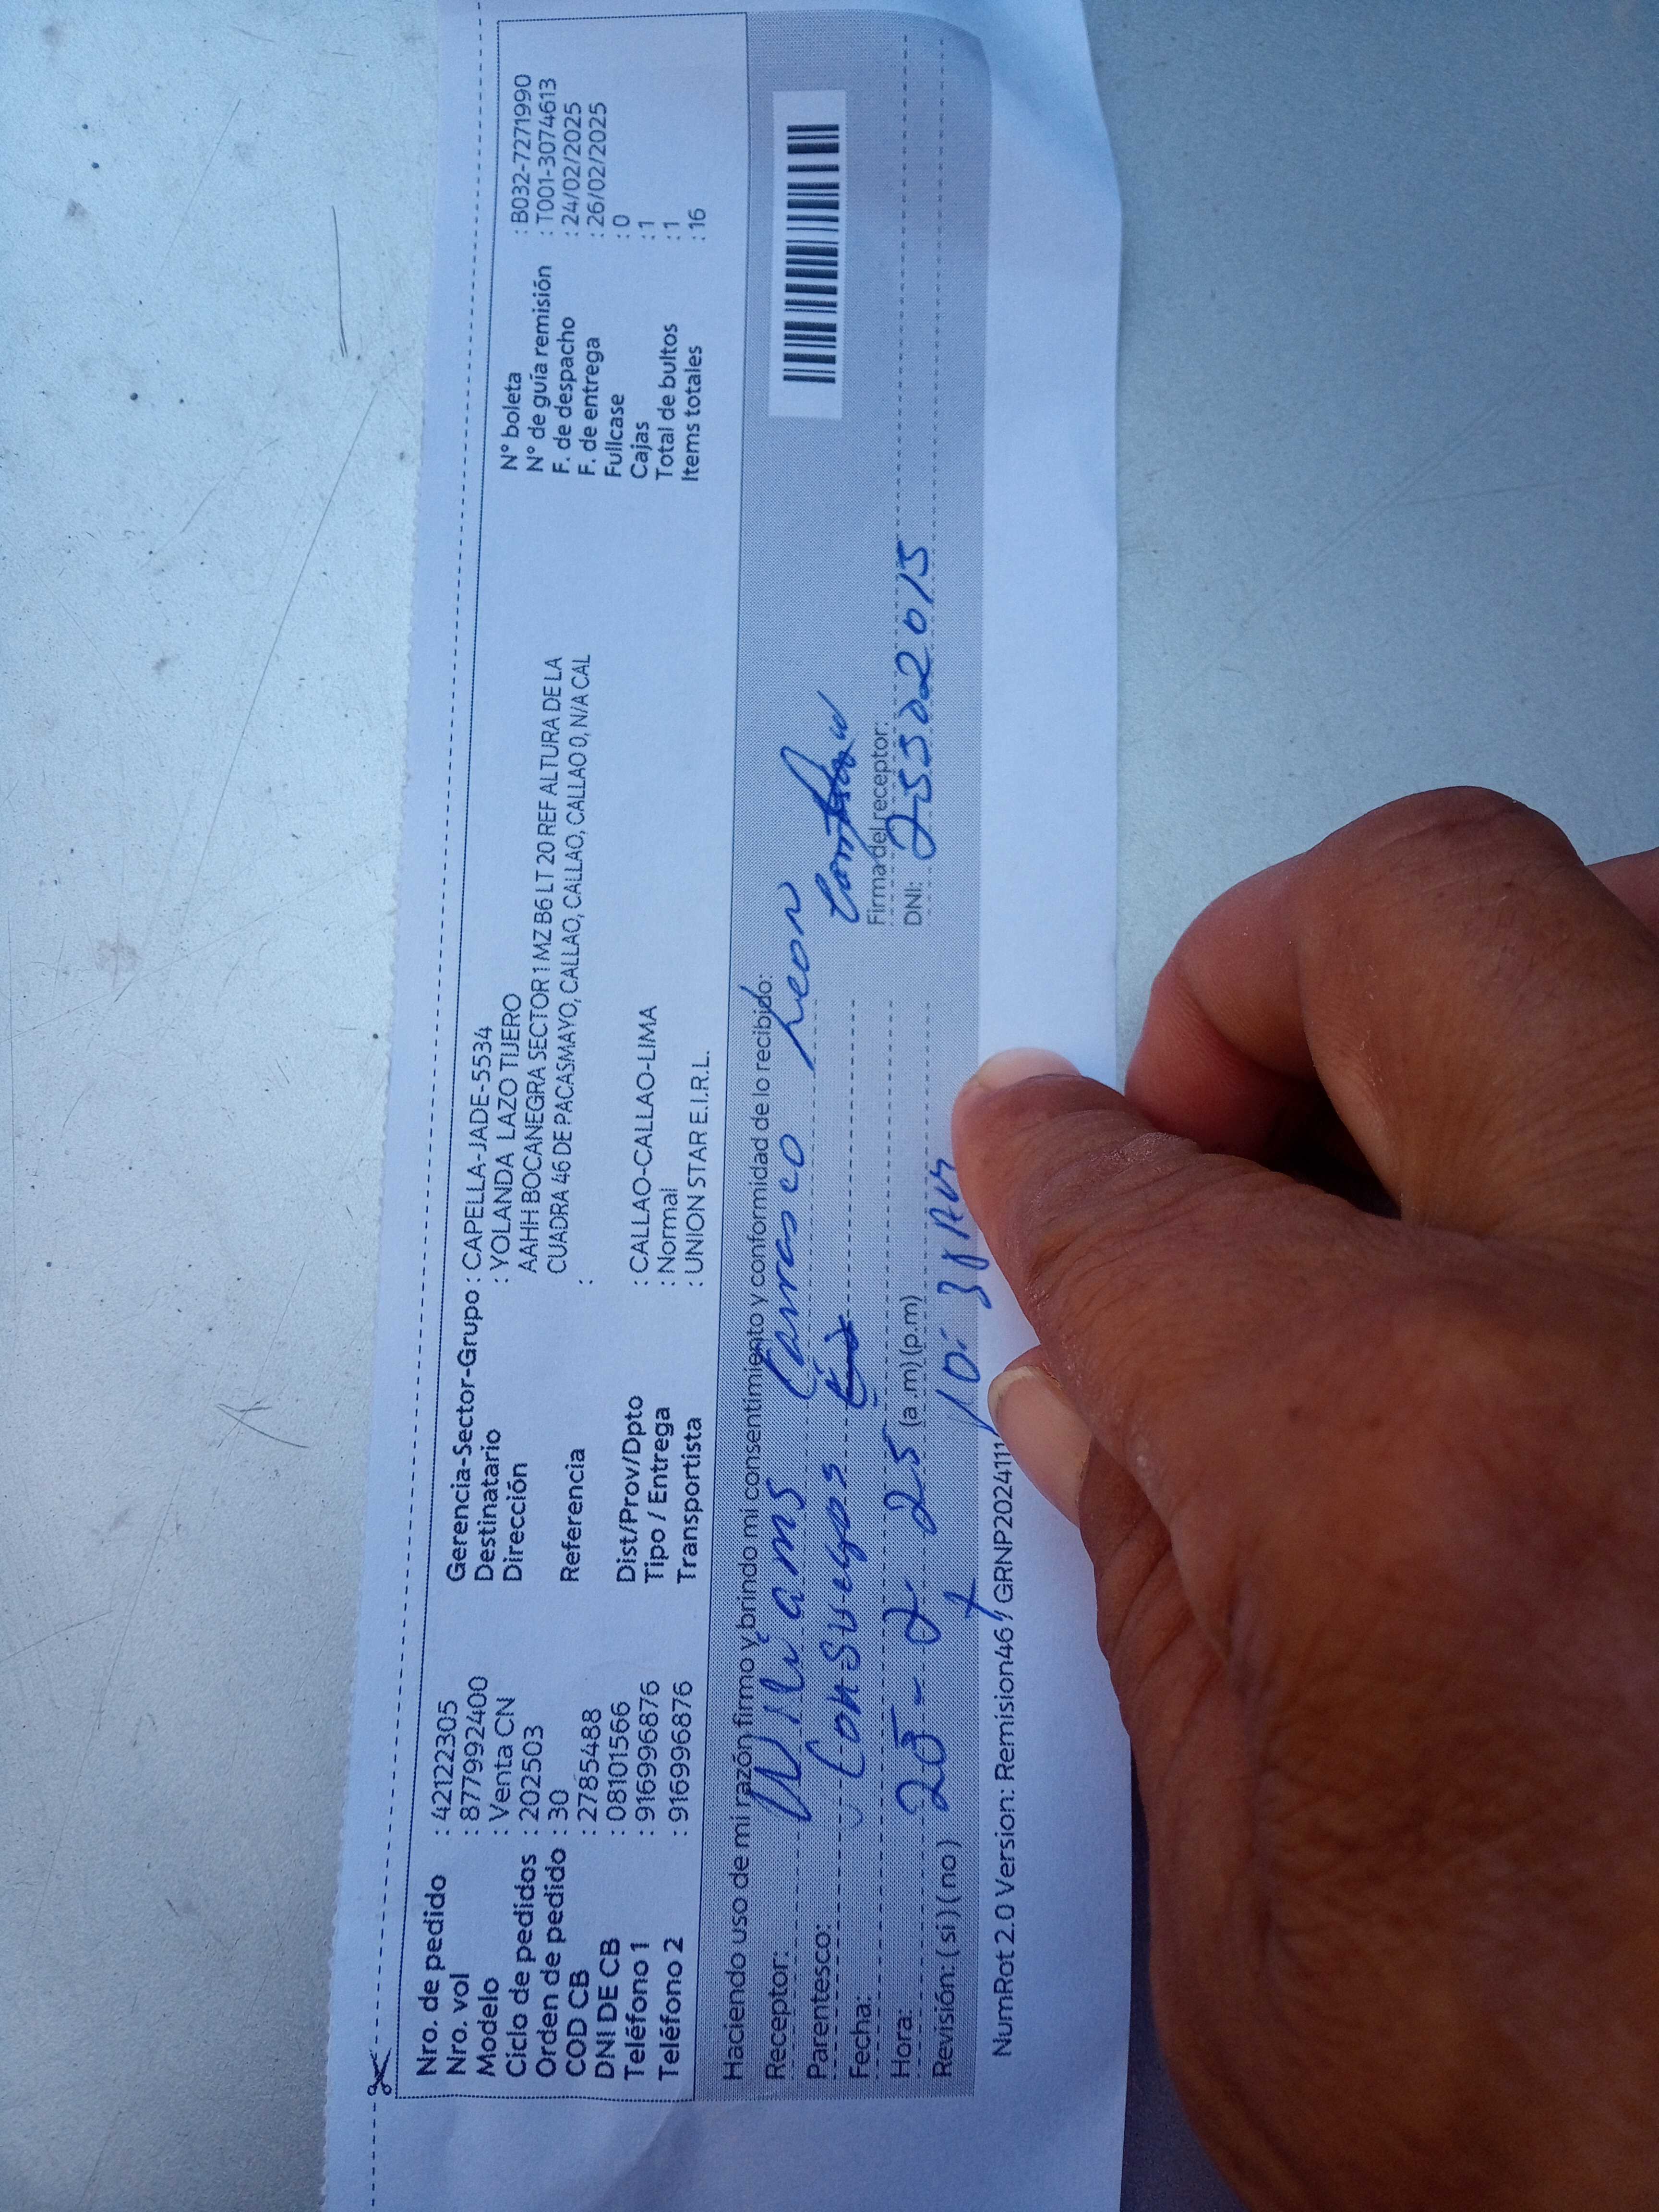 Nro. de pedido : 42122305
Nro. vol : 877992400
Modelo : Venta CN
Ciclo de pedidos : 202503
Orden de pedido : 30
COD CB : 2785488
DNI DE CB : 08101566
Teléfono 1 : 916996876
Teléfono 2 : 916996876
Gerencia-Sector-Grupo : CAPELLA-JADE-5534
Destinatario : YOLANDA LAZO TIJERO
Dirección AAHH BOCANEGRA SECTOR 1 MZ B6 LT 20 REF ALTURA DE LA
CUADRA 46 DE PACASMAYO, CALLAO, CALLAO, CALLAO 0, N/A CAL
Referencia :
Dist/Prov/Dpto : CALLAO-CALLAO-LIMA
Tipo / Entrega : Normal
Transportista : UNION STAR E.I.R.L.
N° boleta : B032-7271990
N° de guía remisión : T001-3074613
F. de despacho : 24/02/2025
F. de entrega : 26/02/2025
Fullcase : 0
Cajas : 1
Total de bultos : 1
Items totales : 16
Haciendo uso de mi razón firmo y brindo mi consentimiento y conformidad de lo recibido:
Receptor: Wiliams Carrasco Leon
Parentesco: Consuegos
Fecha:
Hora: 25 - 2 - 25 (a.m) (p.m)
Revisión: ( si ) ( no ) 10:
Firma del receptor:
DNI:
NumRot 2.0 Version: Remision46 / GRNP2024111